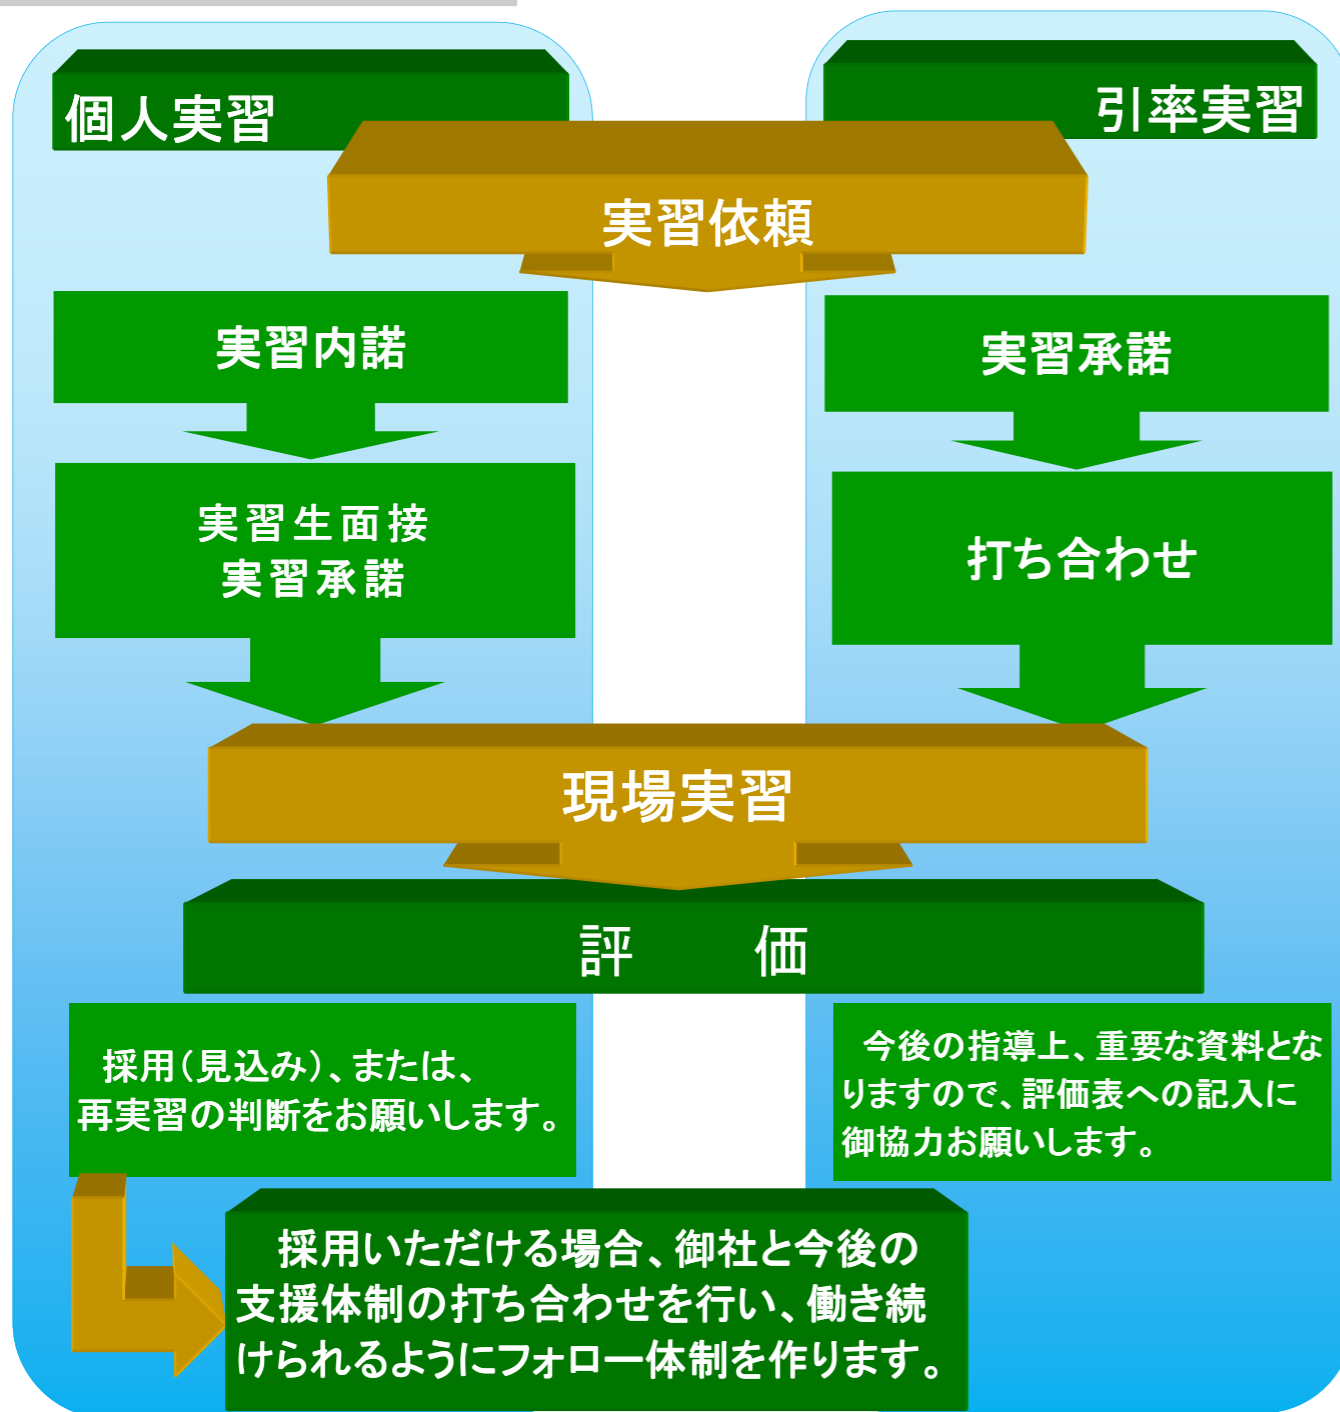 個人実習
引率実習
実習依頼
実習内諾
実習承諾
実習生面接
実習承諾
打ち合わせ
現場実習
評　　価
採用（見込み）、または、
再実習の判断をお願いします。
今後の指導上、重要な資料とな
りますので、評価表への記入に
御協力お願いします。
採用いただける場合、御社と今後の
支援体制の打ち合わせを行い、働き続
けられるようにフォロー体制を作ります。